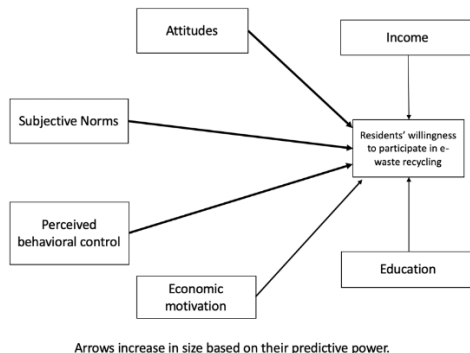 Attitudes
Income
Subjective Norms
Residents' willingness
to participate in e-
waste recycling
Perceived
behavioral control
Economic
motivation
Education
Arrows increase in size based on their predictive power.